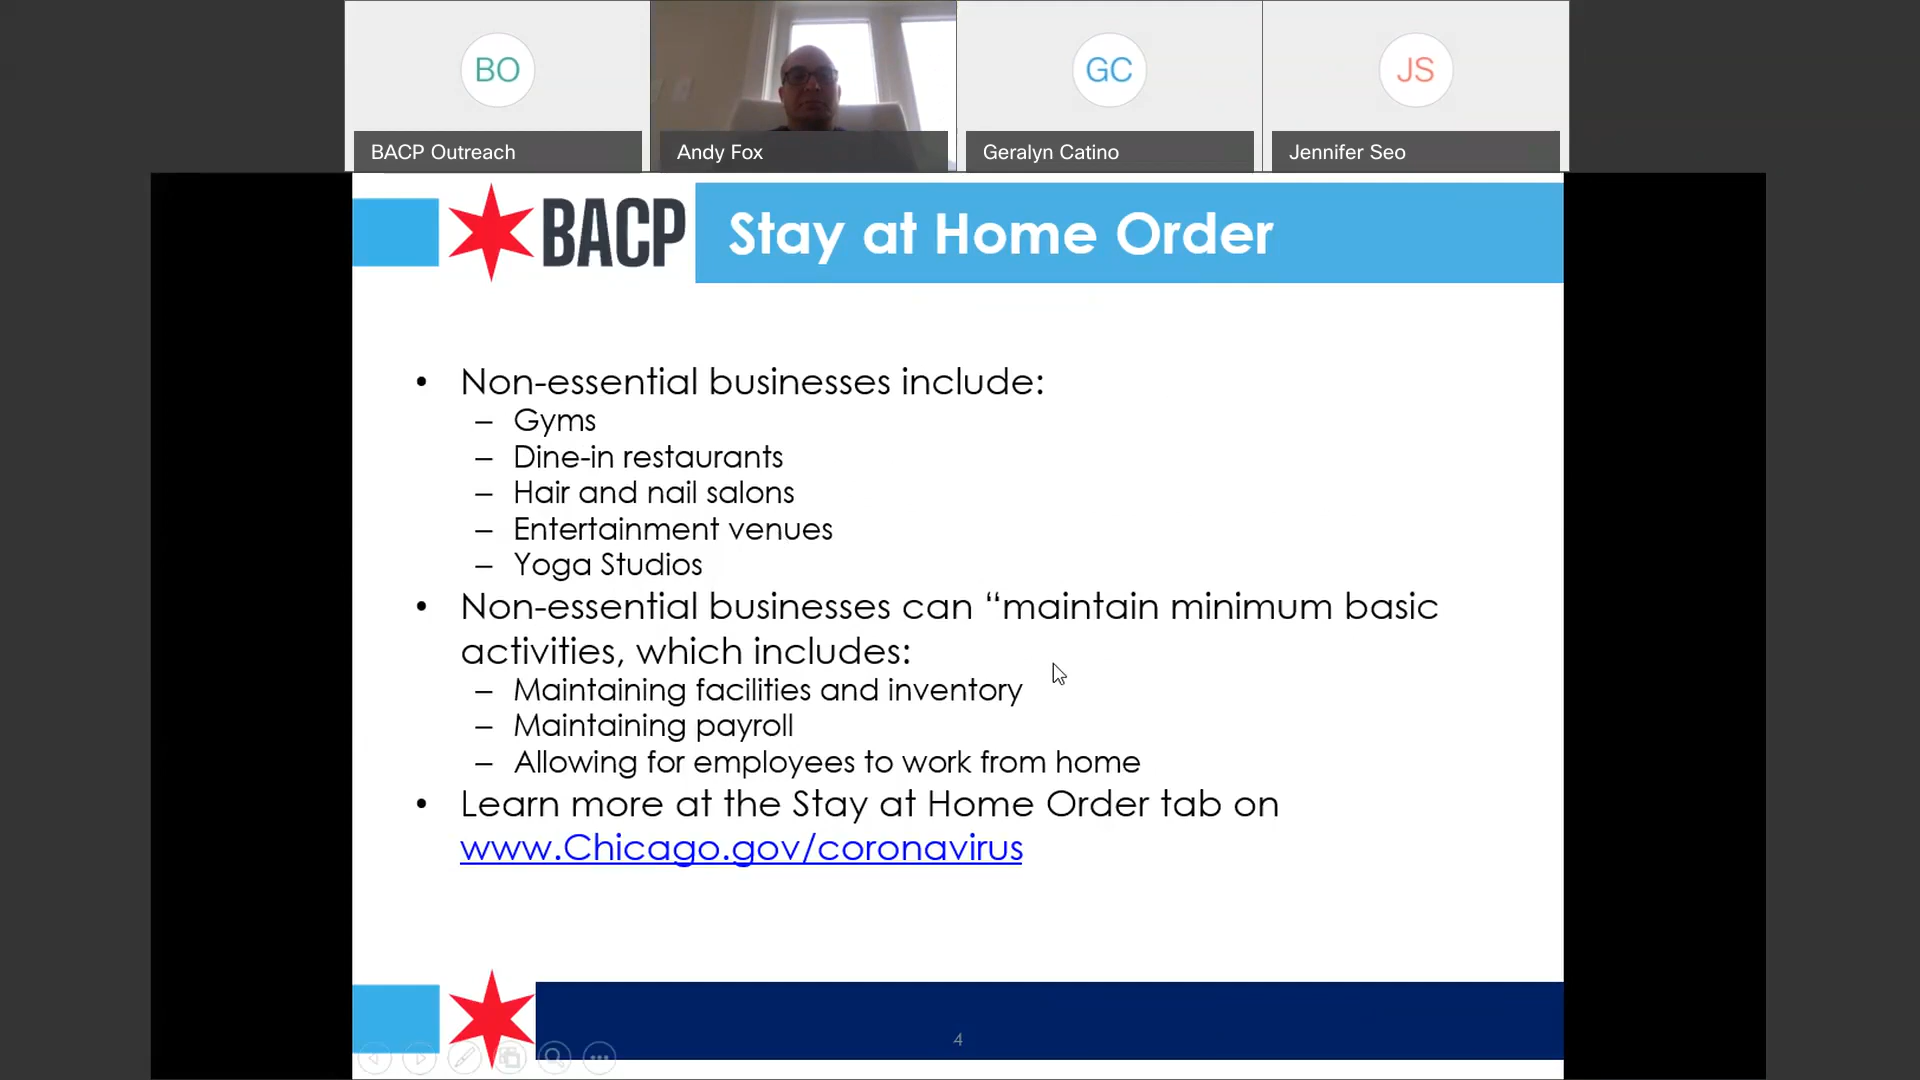 BO
GC
JS
BACP Outreach
Andy Fox
Geralyn Catino
Jennifer Seo
BACP
Stay at Home Order
• Non-essential businesses include:
– Gyms
– Dine-in restaurants
– Hair and nail salons
– Entertainment venues
– Yoga Studios
• Non-essential businesses can “maintain minimum basic
activities, which includes:
– Maintaining facilities and inventory
– Maintaining payroll
– Allowing for employees to work from home
• Learn more at the Stay at Home Order tab on
www.Chicago.gov/coronavirus
4